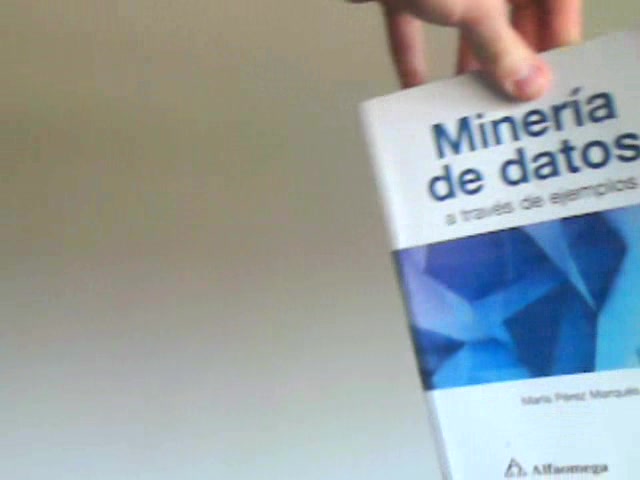 Minería
de datos
a través de ejemplos
María Pérez Marqués
Alfaomega